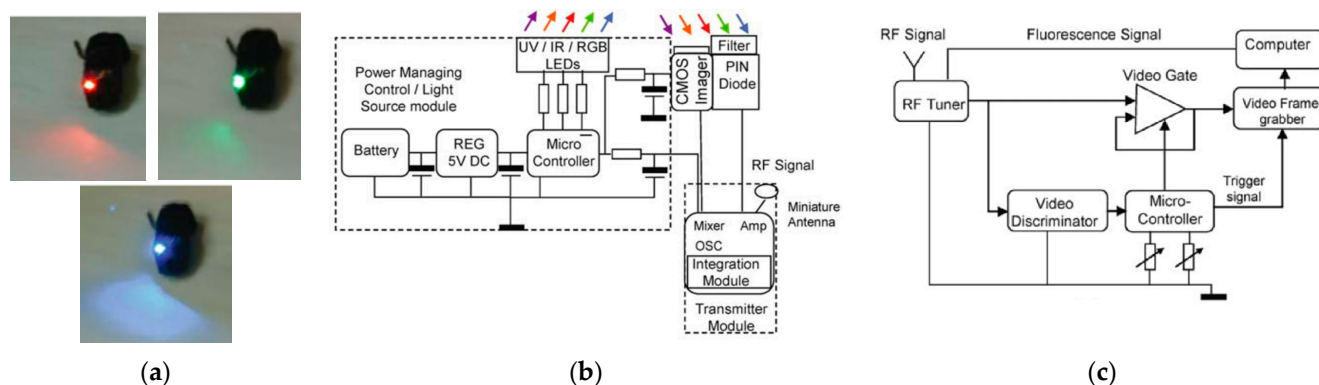 UV / IR / RGB
LEDs
Power Managing
Control / Light
Source module
CMOS
Imager
Filter
PIN
Diode
Battery
REG
5V DC
Micro
Controller
RF Signal
Miniature
Antenna
Mixer Amp
OSC
Integration
Module
Transmitter
Module
RF Signal
Fluorescence Signal
Computer
Video Gate
RF Tuner
Video Frame
grabber
Trigger
signal
Video
Discriminator
Micro-
Controller
(a)
(b)
(c)